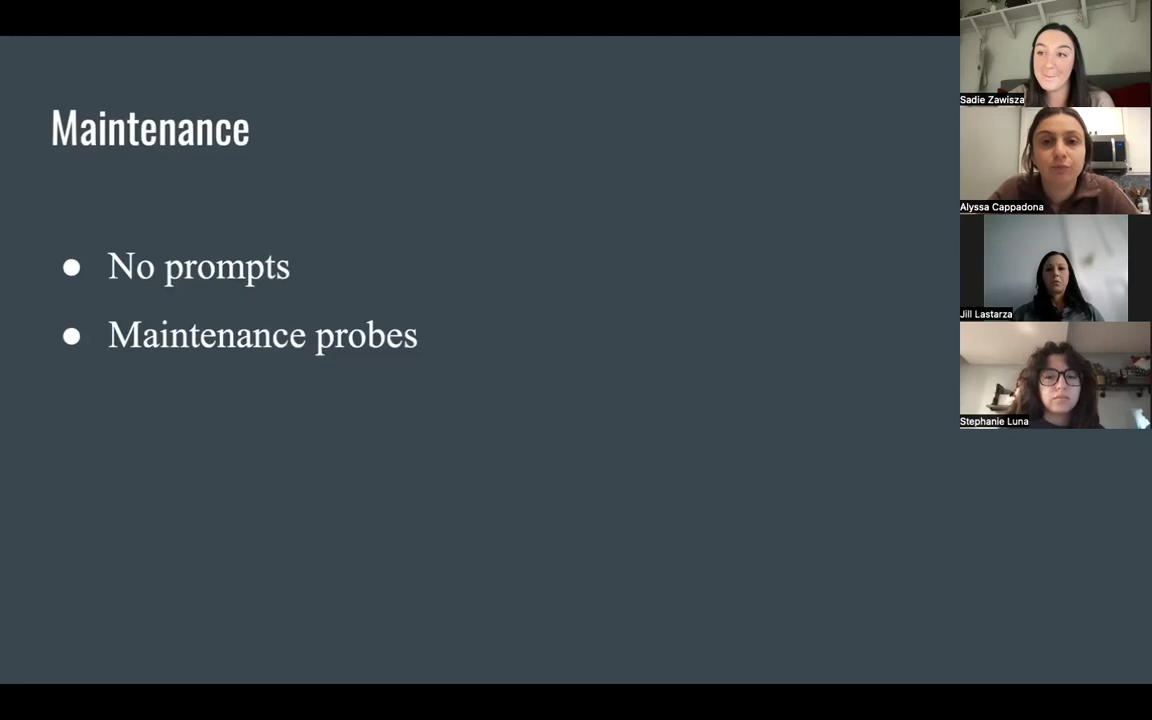 Maintenance
● No prompts
● Maintenance probes
Sadie Zawisza
Alyssa Cappadona
Jill Lastarza
Stephanie Luna